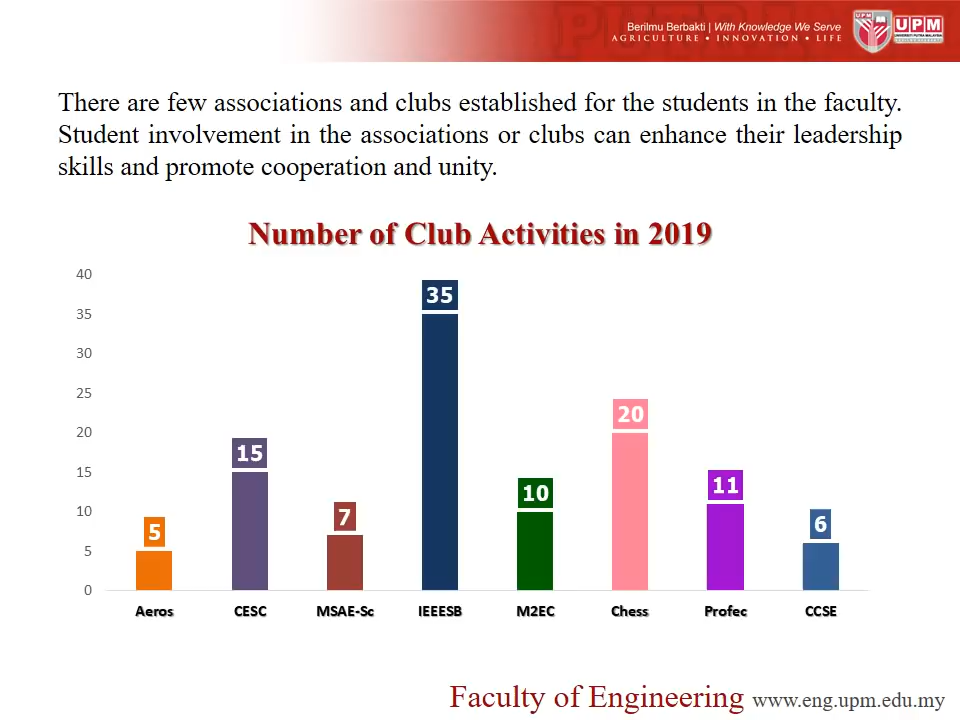 Berilmu Berbakti | With Knowledge We Serve
AGRICULTURE • INNOVATION • LIFE
UPM
UPM
UNIVERSITI PUTRA MALAYSIA
There are few associations and clubs established for the students in the faculty.
Student involvement in the associations or clubs can enhance their leadership
skills and promote cooperation and unity.
Number of Club Activities in 2019
40
35
30
25
20
15
10
5
0
5
15
7
35
10
20
11
6
Aeros CESC MSAE-Sc IEEESB M2EC Chess Profec CCSE
Faculty of Engineering www.eng.upm.edu.my